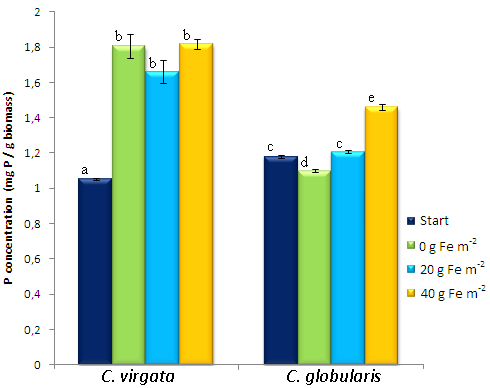 P concentration (mg P / g biomass)
2
1,8
1,6
1,4
1,2
1
0,8
0,6
0,4
0,2
0
a
b
b
b
c
d
c
e
C. virgata
C. globularis
Start
0 g Fe m⁻²
20 g Fe m⁻²
40 g Fe m⁻²